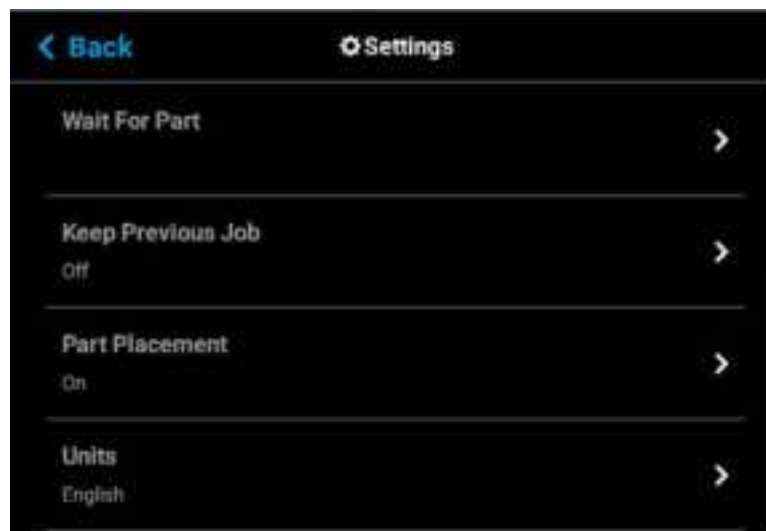 Back
Settings
Wait For Part
Keep Previous Job
Off
Part Placement
On
Units
English